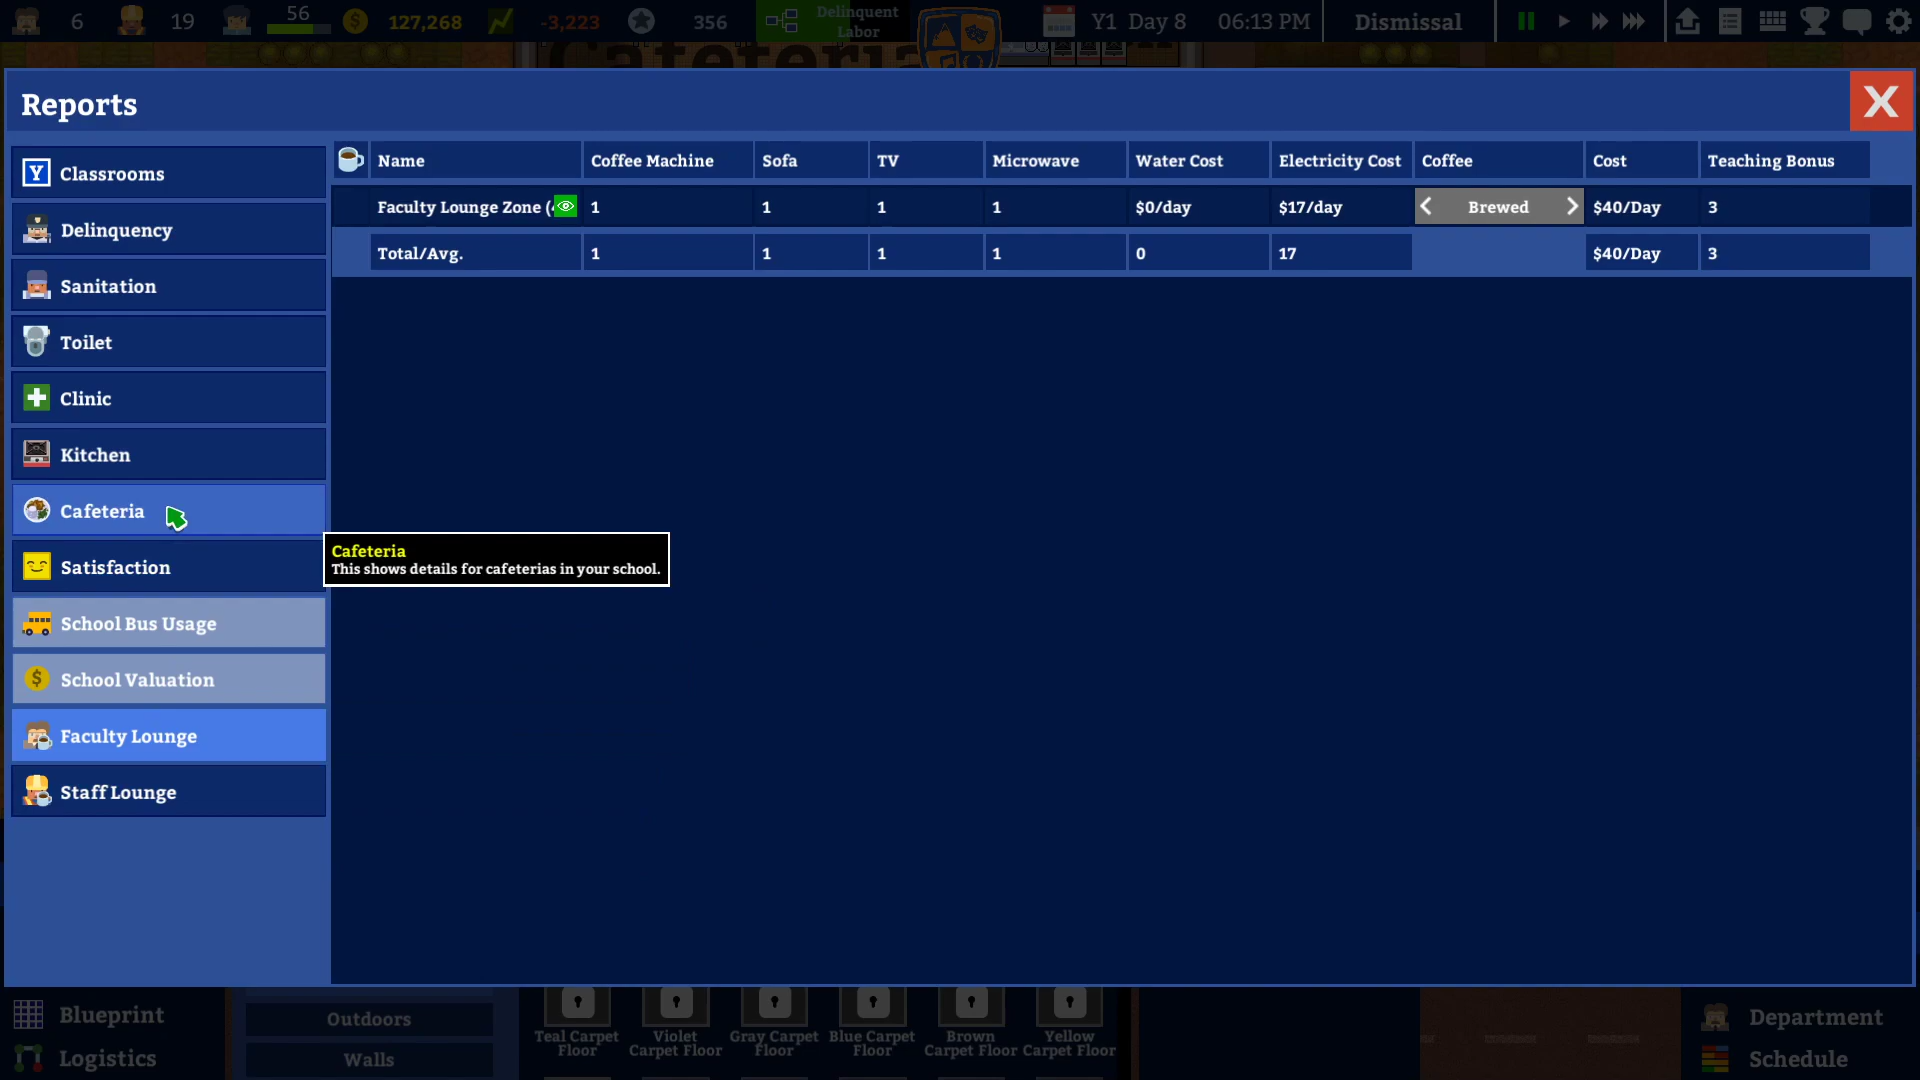 6 19 56 127,268 -3,223 356 Delinquent Labor Y1 Day 8 06:13 PM Dismissal
Cafeteria
Reports X
Name Coffee Machine Sofa TV Microwave Water Cost Electricity Cost Coffee Cost Teaching Bonus
Faculty Lounge Zone ( 1 1 1 1 $0/day $17/day < Brewed > $40/Day 3
Total/Avg. 1 1 1 1 0 17 $40/Day 3
Classrooms
Delinquency
Sanitation
Toilet
Clinic
Kitchen
Cafeteria
Cafeteria
This shows details for cafeterias in your school.
Satisfaction
School Bus Usage
School Valuation
Faculty Lounge
Staff Lounge
Blueprint
Logistics
Outdoors
Walls
Teal Carpet Floor
Violet Carpet Floor
Gray Carpet Floor
Blue Carpet Floor
Brown Carpet Floor
Yellow Carpet Floor
Department
Schedule